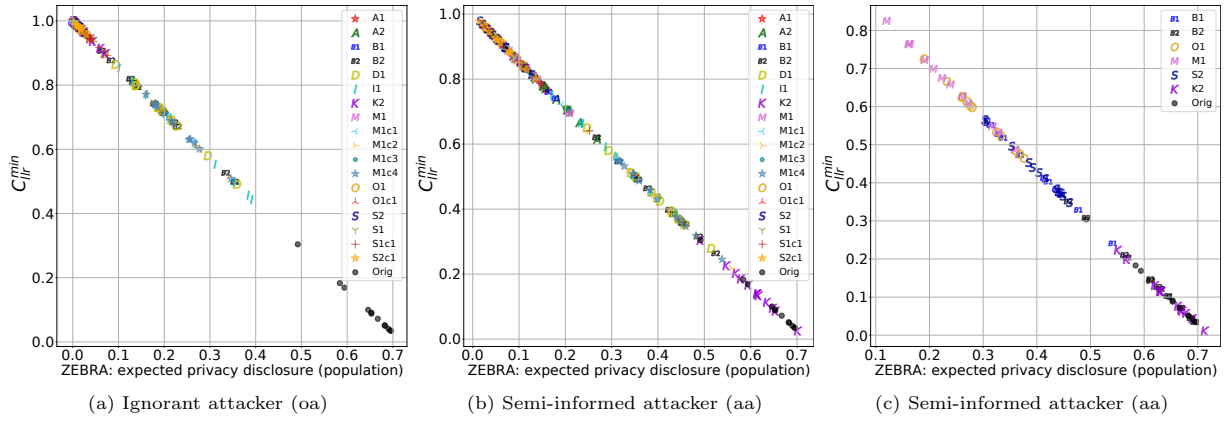 1.0
0.8
0.6
0.4
0.2
0.0
C_llr^min
0.0 0.1 0.2 0.3 0.4 0.5 0.6 0.7
ZEBRA: expected privacy disclosure (population)
A1
A A2
B1 B1
B2 B2
D D1
I I1
K K2
M M1
M1c1
M1c2
M1c3
M1c4
O O1
O1c1
S S2
S1
S1c1
S2c1
Orig
(a) Ignorant attacker (oa)
1.0
0.8
0.6
0.4
0.2
0.0
C_llr^min
0.0 0.1 0.2 0.3 0.4 0.5 0.6 0.7
ZEBRA: expected privacy disclosure (population)
A1
A A2
B1 B1
B2 B2
D D1
I I1
K K2
M M1
M1c1
M1c2
M1c3
M1c4
O O1
O1c1
S S2
S1
S1c1
S2c1
Orig
(b) Semi-informed attacker (aa)
0.8
0.7
0.6
0.5
0.4
0.3
0.2
0.1
0.0
C_llr^min
0.1 0.2 0.3 0.4 0.5 0.6 0.7
ZEBRA: expected privacy disclosure (population)
B1 B1
B2 B2
O O1
M M1
S S2
K K2
Orig
(c) Semi-informed attacker (aa)